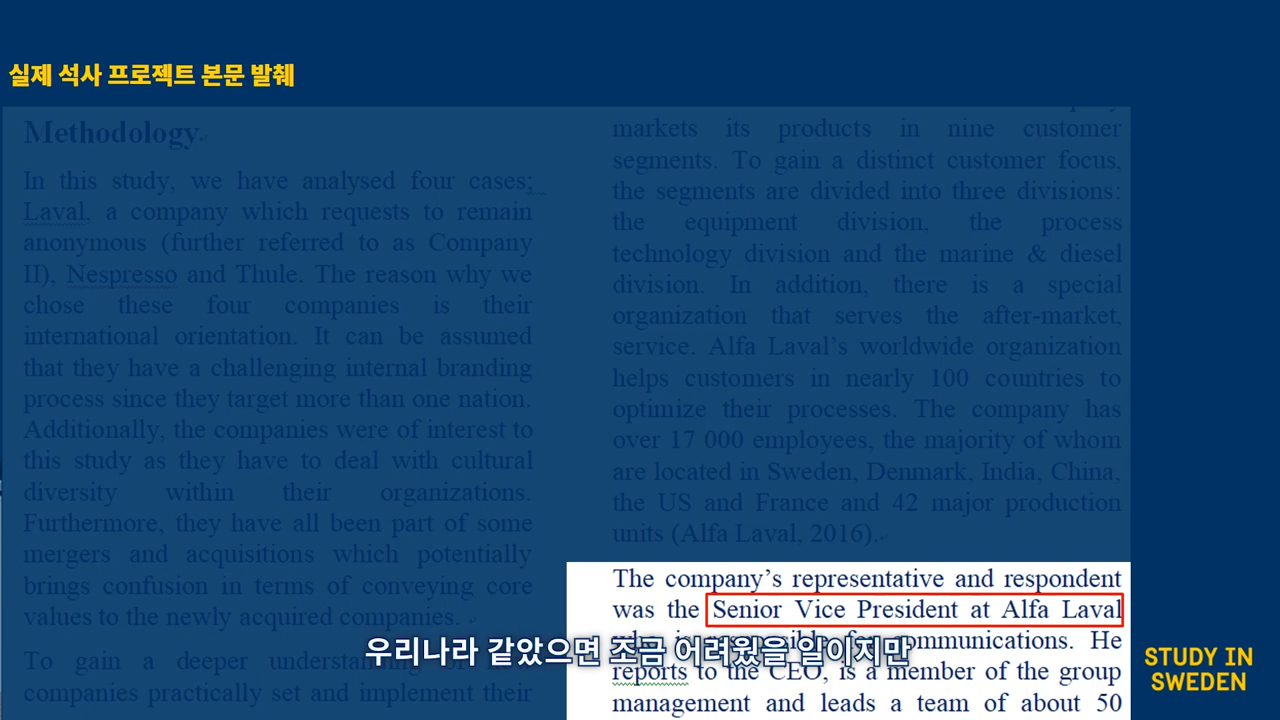 실제 석사 프로젝트 본문 발췌
Methodology
In this study, we have analysed four cases;
Laval, a company which requests to remain
anonymous (further referred to as Company
II), Nespresso and Thule. The reason why we
chose these four companies is their
international orientation. It can be assumed
that they have a challenging internal branding
process since they target more than one nation.
Additionally, the companies were of interest to
this study as they have to deal with cultural
diversity within their organizations.
Furthermore, they have all been part of some
mergers and acquisitions which potentially
brings confusion in terms of conveying core
values to the newly acquired companies.
To gain a deeper
companies practically set and implement their
markets its products in nine customer
segments. To gain a distinct customer focus,
the segments are divided into three divisions:
the equipment division, the process
technology division and the marine & diesel
division. In addition, there is a special
organization that serves the after-market,
service. Alfa Laval's worldwide organization
helps customers in nearly 100 countries to
optimize their processes. The company has
over 17 000 employees, the majority of whom
are located in Sweden, Denmark, India, China,
the US and France and 42 major production
units (Alfa Laval, 2016).
The company's representative and respondent
was the Senior Vice President at Alfa Laval
who is responsible for communications. He
reports to the CEO, is a member of the group
management and leads a team of about 50
우리나라 같았으면 조금 어려웠을 일이지만
STUDY IN
SWEDEN